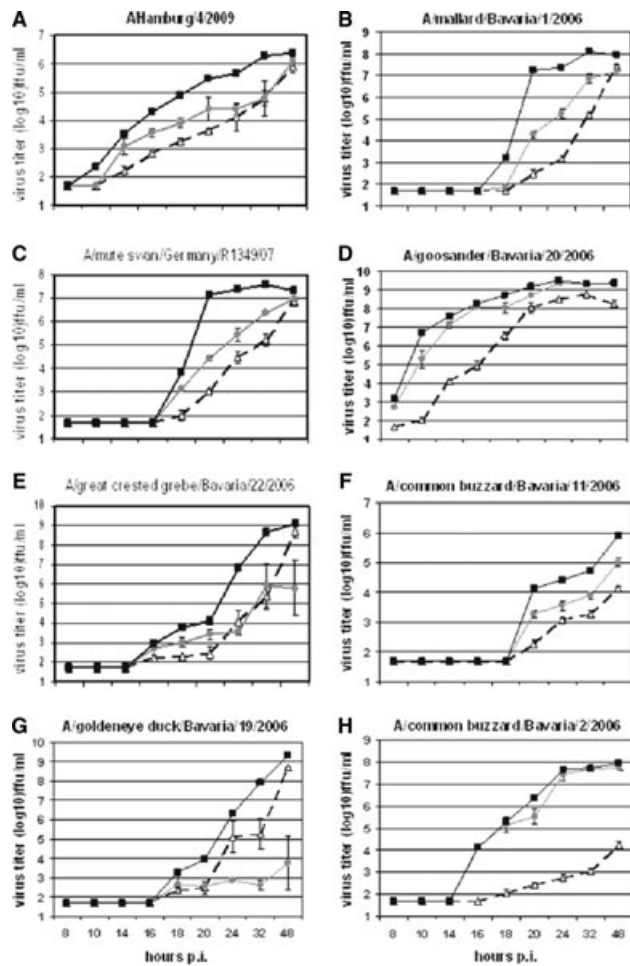 A
AHamburg/4/2009
virus titer (log10)ffu/ml
7
6
5
4
3
2
1
B
A/mallard/Bavaria/1/2006
virus titer (log10)ffu/ml
9
8
7
6
5
4
3
2
1
C
A/mute swan/Germany/R1349/07
virus titer (log10)ffu/ml
8
7
6
5
4
3
2
1
D
A/goosander/Bavaria/20/2006
virus titer (log10)ffu/ml
10
9
8
7
6
5
4
3
2
1
E
A/great crested grebe/Bavaria/22/2006
virus titer (log10)ffu/ml
10
9
8
7
6
5
4
3
2
1
F
A/common buzzard/Bavaria/11/2006
virus titer (log10)ffu/ml
7
6
5
4
3
2
1
G
A/goldeneye duck/Bavaria/19/2006
virus titer (log10)ffu/ml
10
9
8
7
6
5
4
3
2
1
8 10 14 16 18 20 24 32 48
hours p.i.
H
A/common buzzard/Bavaria/2/2006
virus titer (log10)ffu/ml
9
8
7
6
5
4
3
2
1
8 10 14 16 18 20 24 32 48
hours p.i.